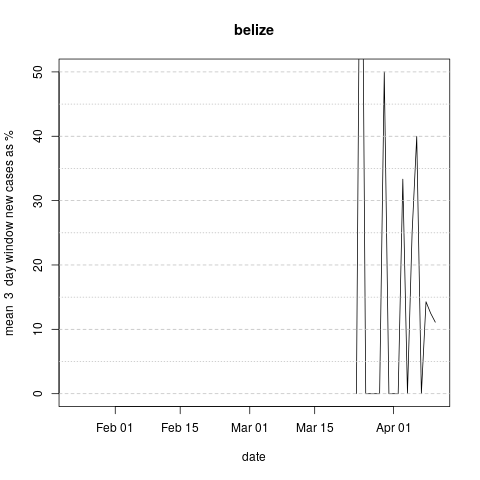 belize
mean  3  day window new cases as %
50
40
30
20
10
0
Feb 01
Feb 15
Mar 01
Mar 15
Apr 01
date